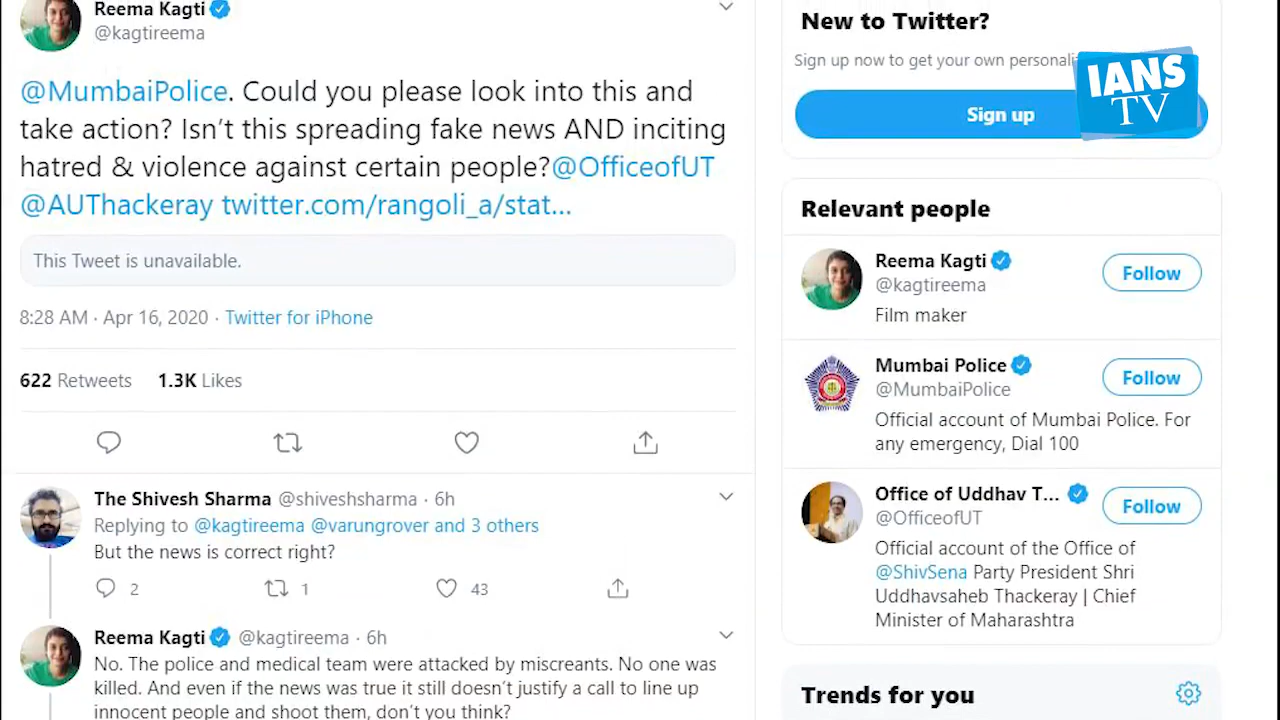 Reema Kagti
@kagtireema
@MumbaiPolice. Could you please look into this and
take action? Isn't this spreading fake news AND inciting
hatred & violence against certain people?@OfficeofUT
@AUThackeray twitter.com/rangoli_a/stat...
This Tweet is unavailable.
8:28 AM · Apr 16, 2020 · Twitter for iPhone
622 Retweets 1.3K Likes
The Shivesh Sharma @shiveshsharma · 6h
Replying to @kagtireema @varungrover and 3 others
But the news is correct right?
2 1 43
Reema Kagti @kagtireema · 6h
No. The police and medical team were attacked by miscreants. No one was
killed. And even if the news was true it still doesn't justify a call to line up
innocent people and shoot them, don't you think?
New to Twitter?
Sign up now to get your own
IANS
TV
Sign up
Relevant people
Reema Kagti
@kagtireema
Follow
Film maker
Mumbai Police
@MumbaiPolice
Follow
Official account of Mumbai Police. For
any emergency, Dial 100
Office of Uddhav T...
@OfficeofUT
Follow
Official account of the Office of
@ShivSena Party President Shri
Uddhavsaheb Thackeray | Chief
Minister of Maharashtra
Trends for you